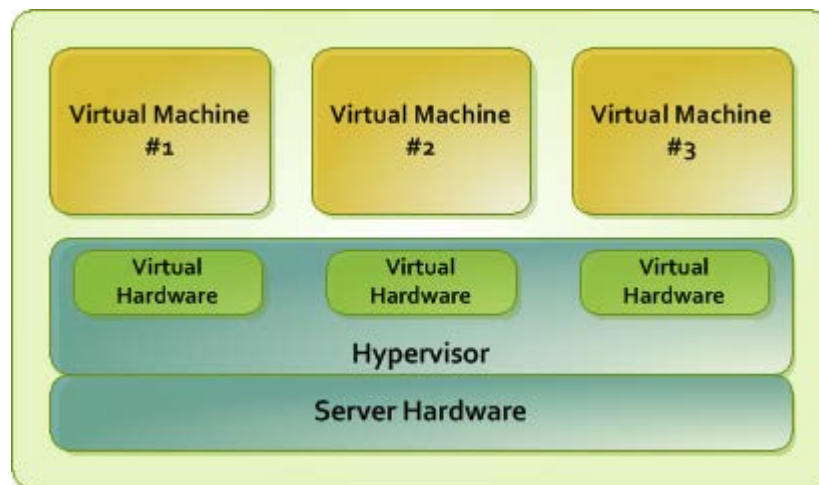 Virtual Machine
#1
Virtual Machine
#2
Virtual Machine
#3
Virtual
Hardware
Virtual
Hardware
Virtual
Hardware
Hypervisor
Server Hardware